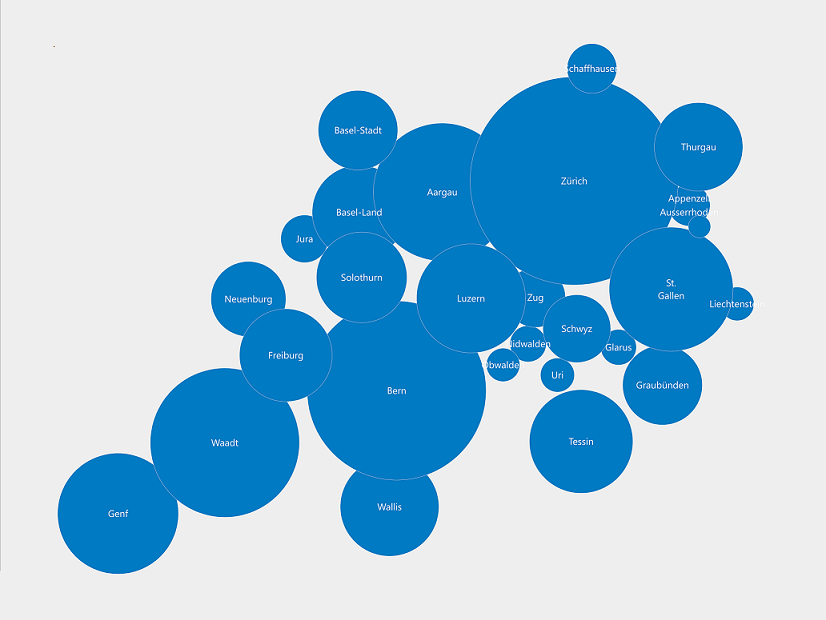 Schaffhausen
Basel-Stadt
Thurgau
Zürich
Aargau
Appenzell
Ausserrhoden
Basel-Land
Jura
Solothurn
St.
Gallen
Neuenburg
Luzern
Zug
Liechtenstein
Schwyz
Nidwalden
Glarus
Freiburg
Obwalden
Uri
Graubünden
Bern
Waadt
Tessin
Wallis
Genf